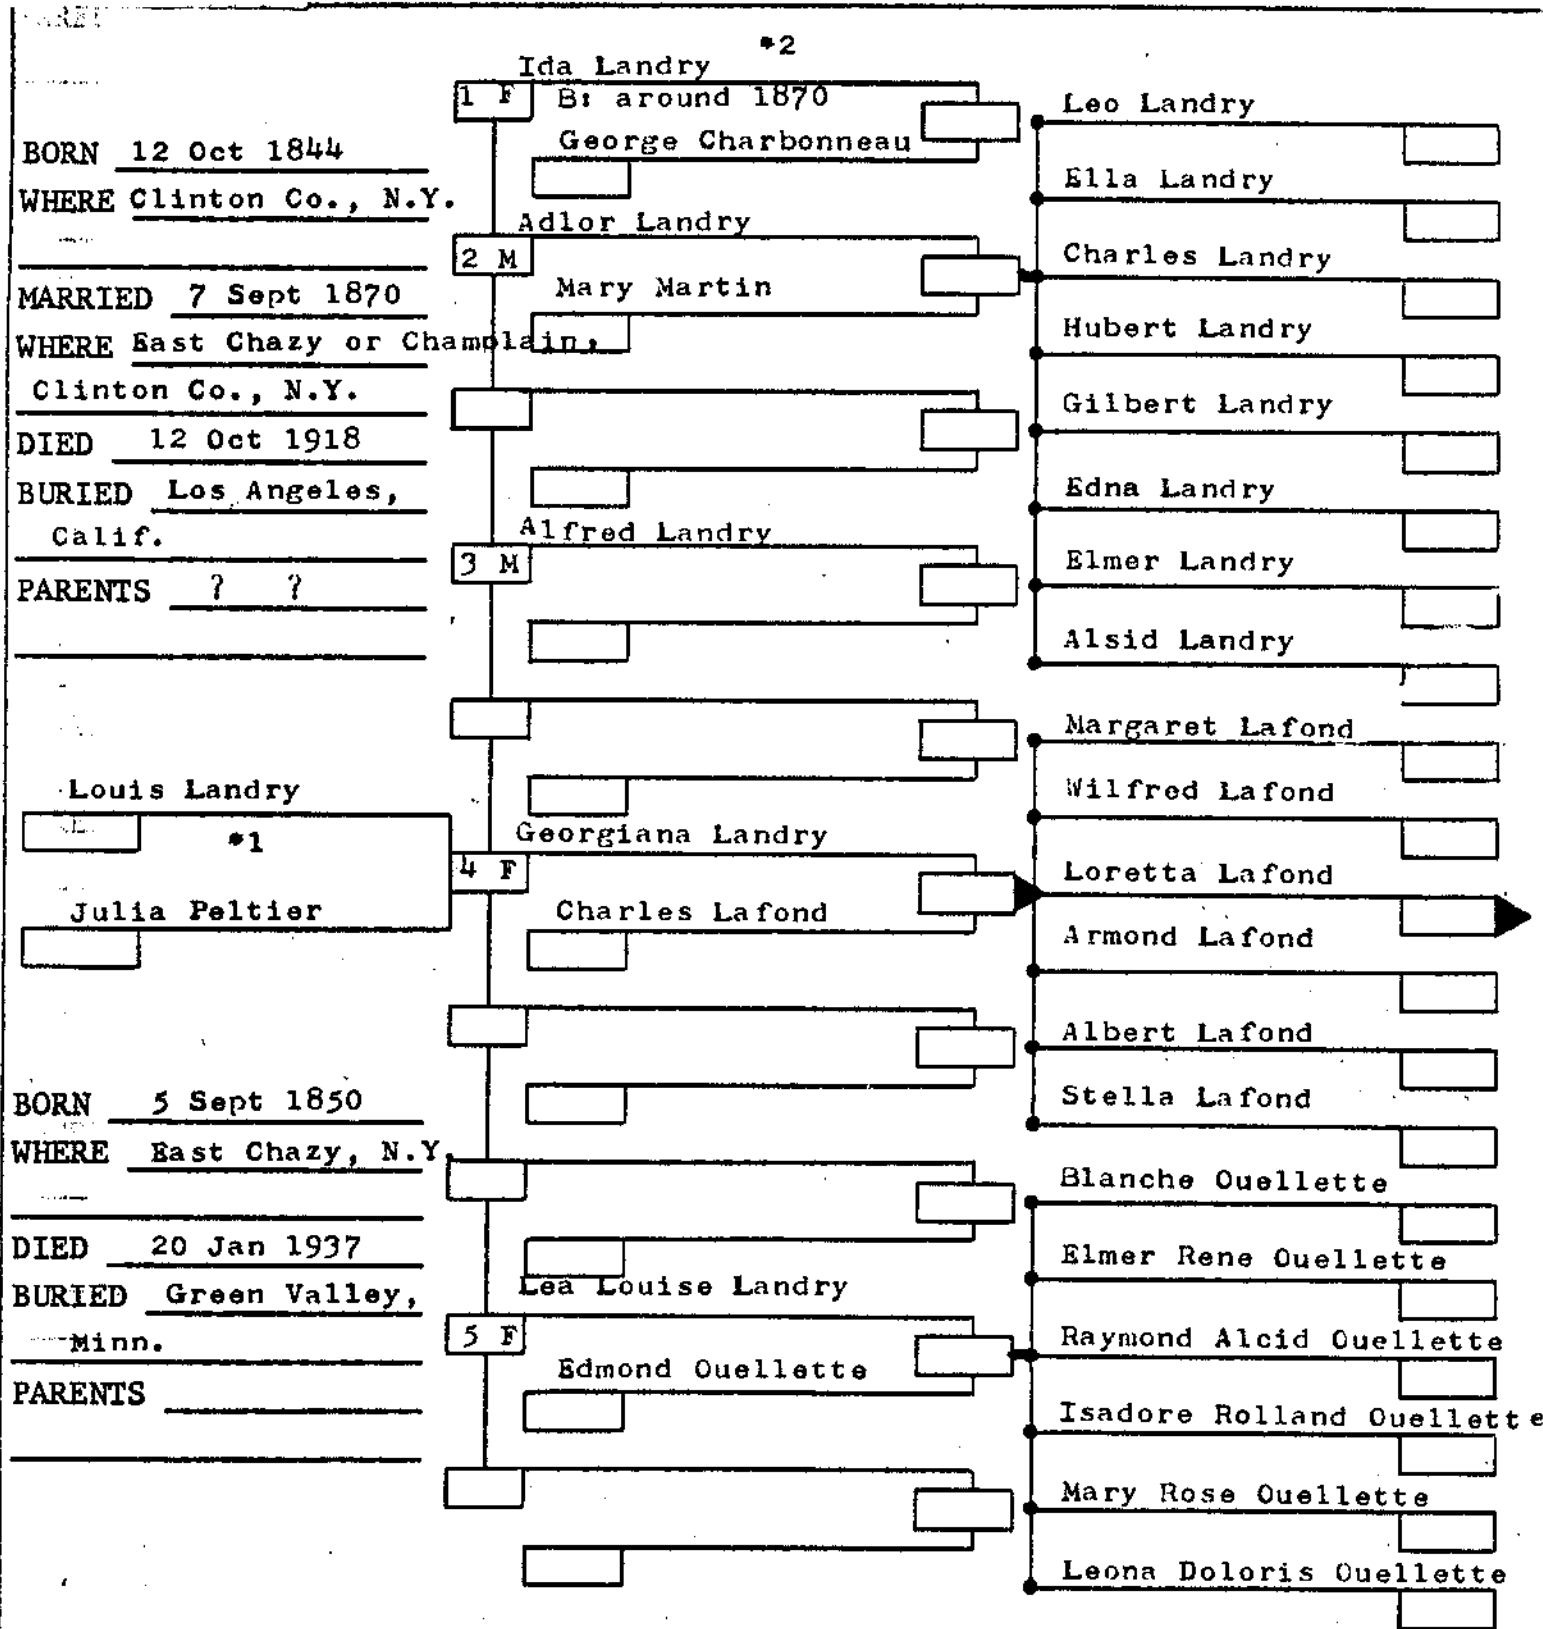 BORN 12 Oct 1844
WHERE Clinton Co., N.Y.
MARRIED 7 Sept 1870
WHERE East Chazy or Champlain,
Clinton Co., N.Y.
DIED 12 Oct 1918
BURIED Los Angeles,
Calif.
PARENTS ? ?
Louis Landry
*1
Julia Peltier
BORN 5 Sept 1850
WHERE East Chazy, N.Y.
DIED 20 Jan 1937
BURIED Green Valley,
Minn.
PARENTS
*2
Ida Landry
1 F B: around 1870
George Charbonneau
Adlor Landry
2 M
Mary Martin
Alfred Landry
3 M
Georgiana Landry
4 F
Charles Lafond
Lea Louise Landry
5 F
Edmond Ouellette
Leo Landry
Ella Landry
Charles Landry
Hubert Landry
Gilbert Landry
Edna Landry
Elmer Landry
Alsid Landry
Margaret Lafond
Wilfred Lafond
Loretta Lafond
Armond Lafond
Albert Lafond
Stella Lafond
Blanche Ouellette
Elmer Rene Ouellette
Raymond Alcid Ouellette
Isadore Rolland Ouellette
Mary Rose Ouellette
Leona Doloris Ouellette